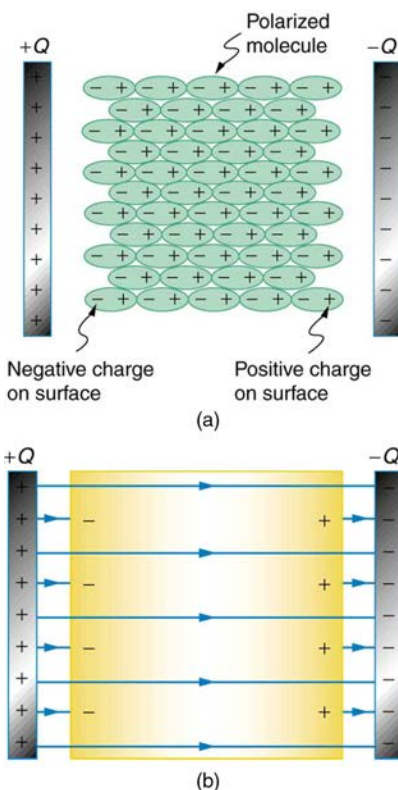 Polarized
molecule
+Q
−Q
Negative charge
on surface
Positive charge
on surface
(a)
+Q
−Q
(b)